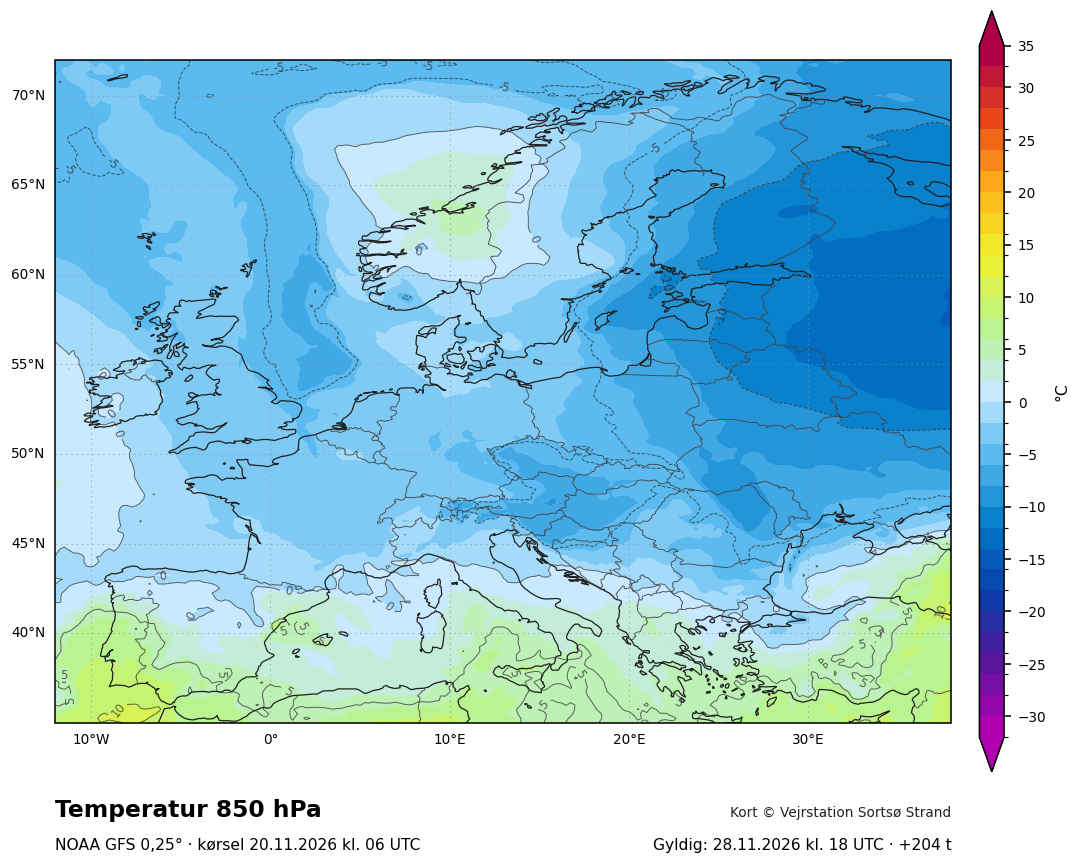 70°N
65°N
60°N
55°N
50°N
45°N
40°N
10°W
0°
10°E
20°E
30°E
35
30
25
20
15
10
5
0
−5
−10
−15
−20
−25
−30
°C
Temperatur 850 hPa
Kort © Vejrstation Sortsø Strand
NOAA GFS 0,25° · kørsel 20.11.2026 kl. 06 UTC
Gyldig: 28.11.2026 kl. 18 UTC · +204 t